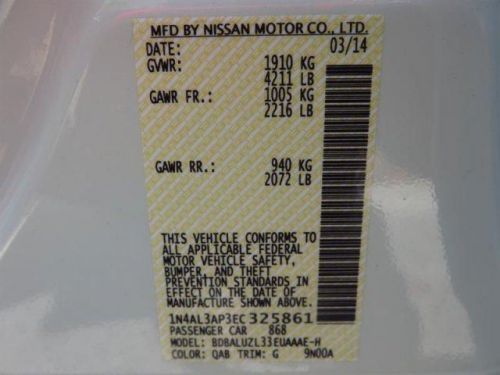 MFD BY NISSAN MOTOR CO., LTD.
DATE: 03/14
GVWR: 1910 KG
4211 LB
GAWR FR.: 1005 KG
2216 LB
GAWR RR.: 940 KG
2072 LB
THIS VEHICLE CONFORMS TO
ALL APPLICABLE FEDERAL
MOTOR VEHICLE SAFETY,
BUMPER, AND THEFT
PREVENTION STANDARDS IN
EFFECT ON THE DATE OF
MANUFACTURE SHOWN ABOVE.
1N4AL3AP3EC325861
PASSENGER CAR 868
MODEL: BDBALUZL33EUAAAE-H
COLOR: QAB TRIM: G 9N00A